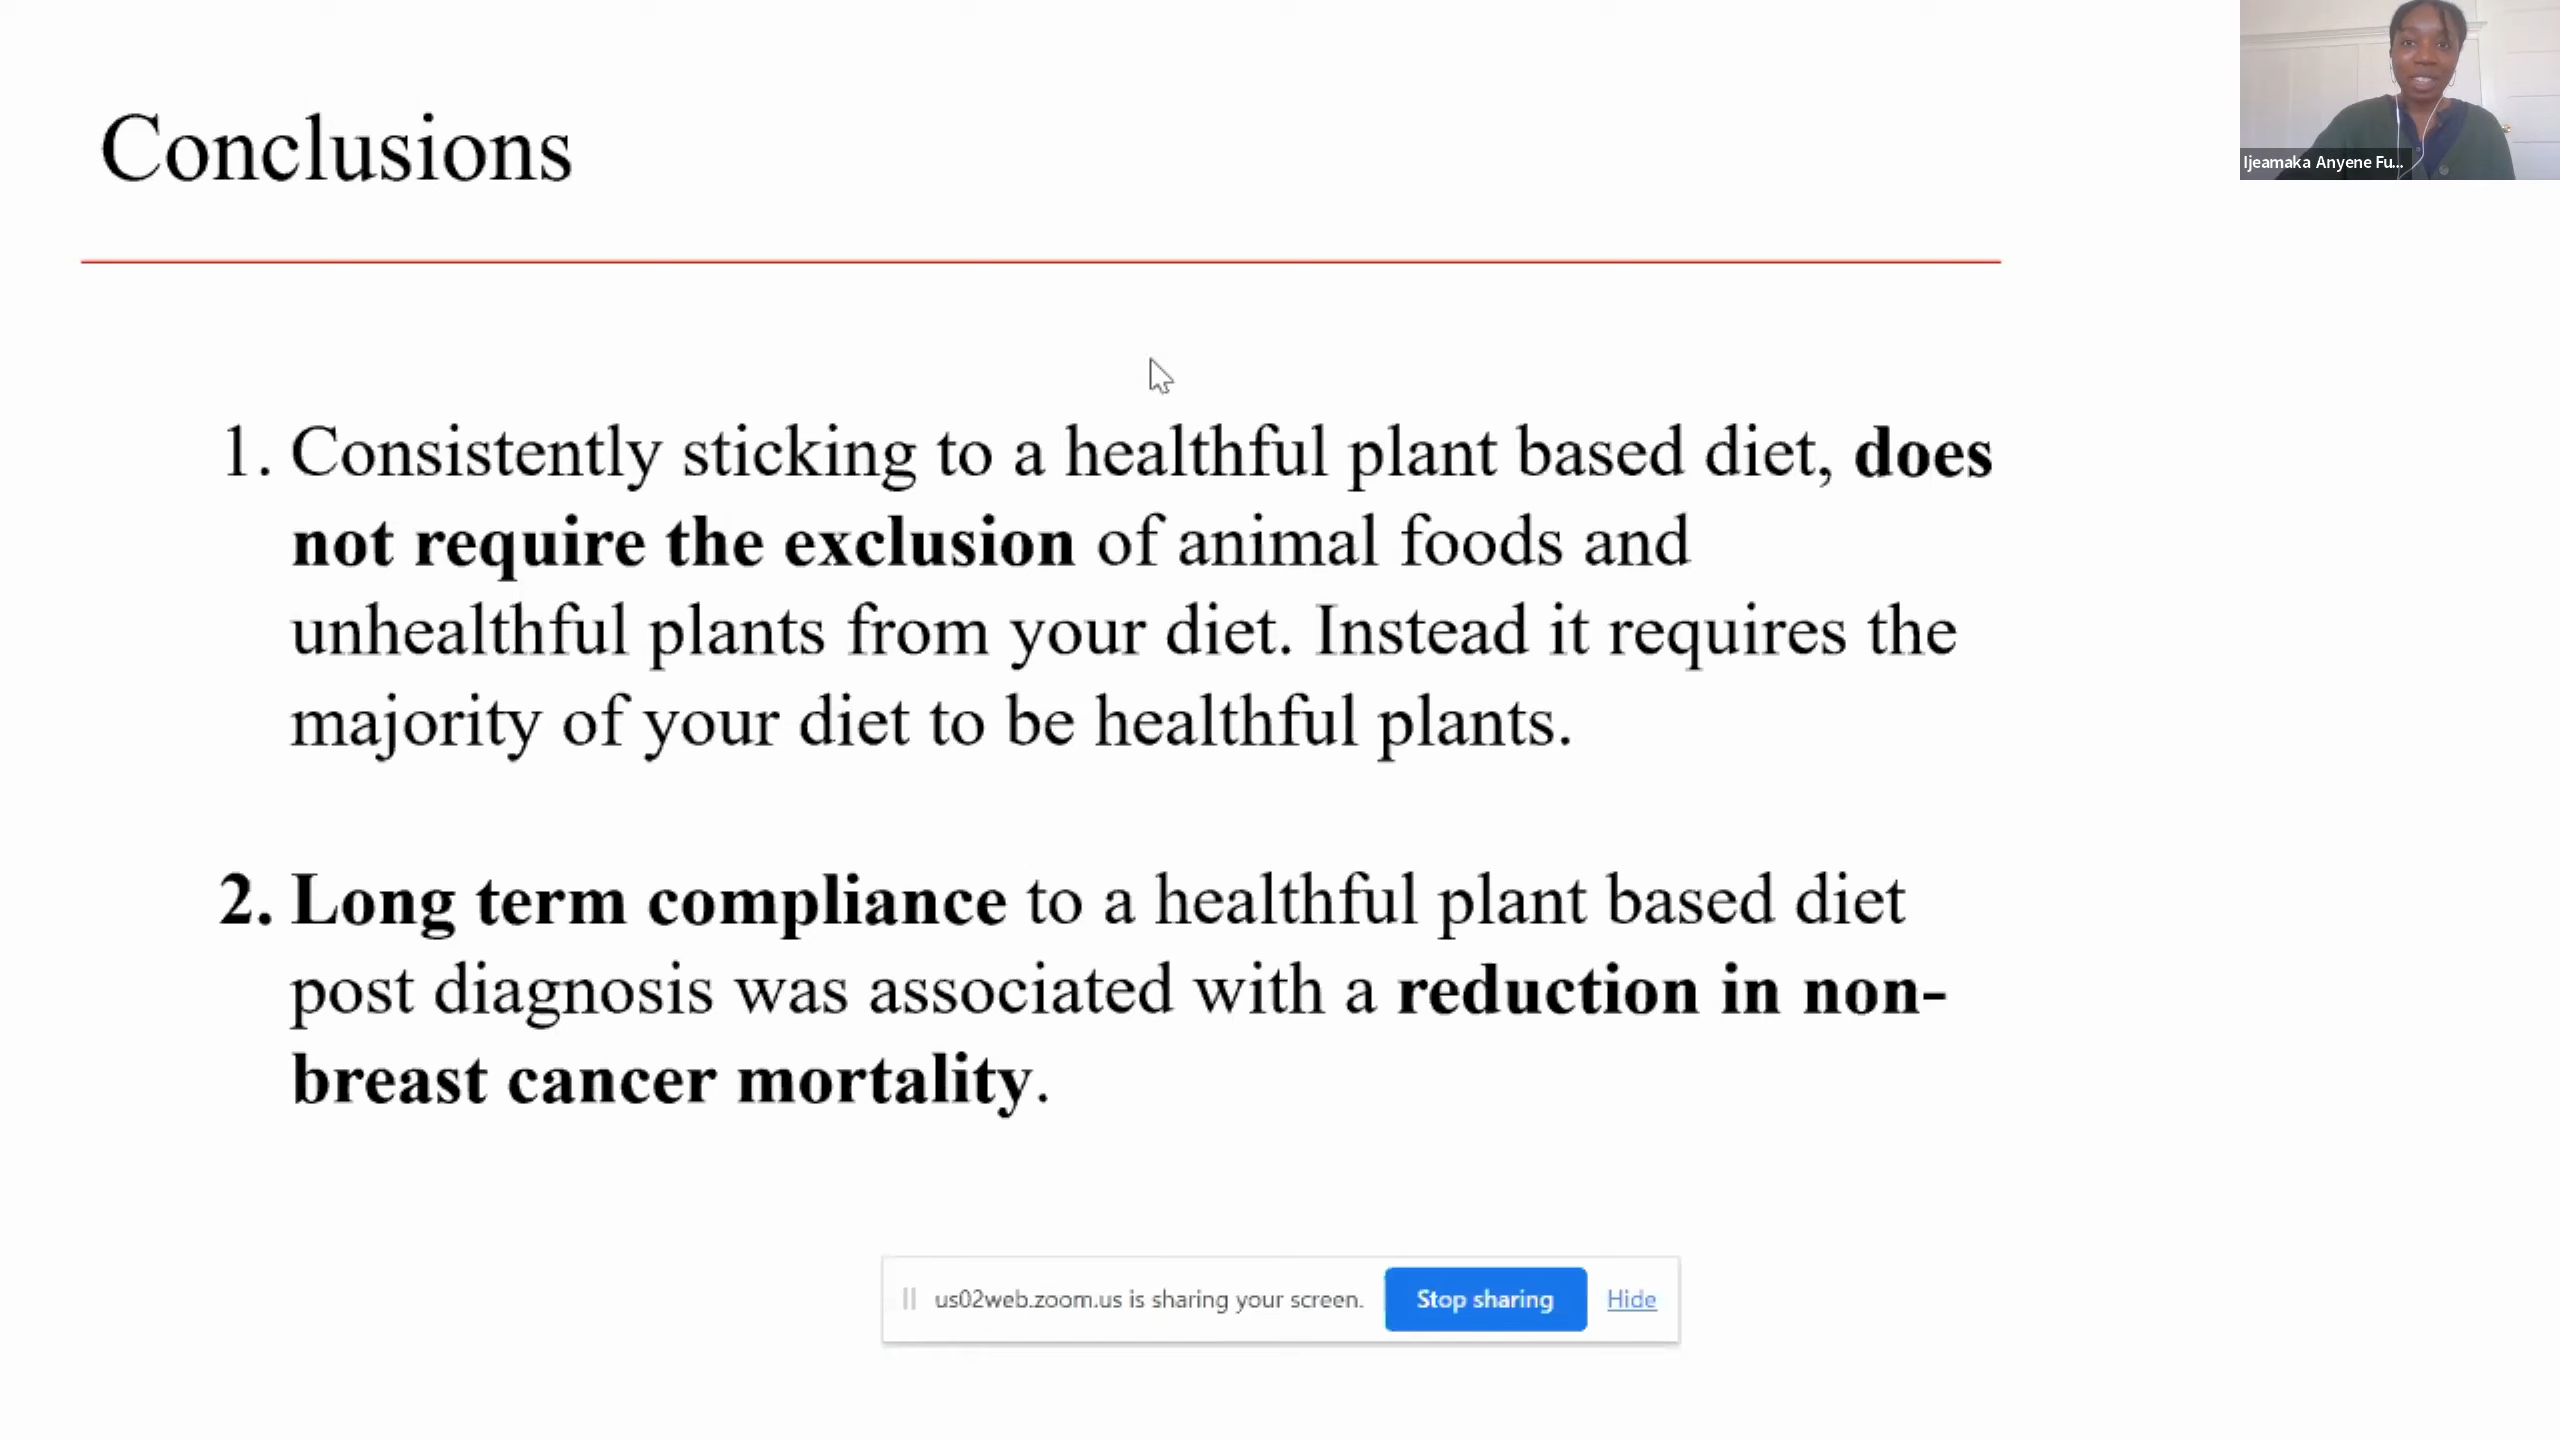 Conclusions
Ijeamaka Anyene Fu...
1. Consistently sticking to a healthful plant based diet, does
not require the exclusion of animal foods and
unhealthful plants from your diet. Instead it requires the
majority of your diet to be healthful plants.
2. Long term compliance to a healthful plant based diet
post diagnosis was associated with a reduction in non-
breast cancer mortality.
us02web.zoom.us is sharing your screen. Stop sharing Hide